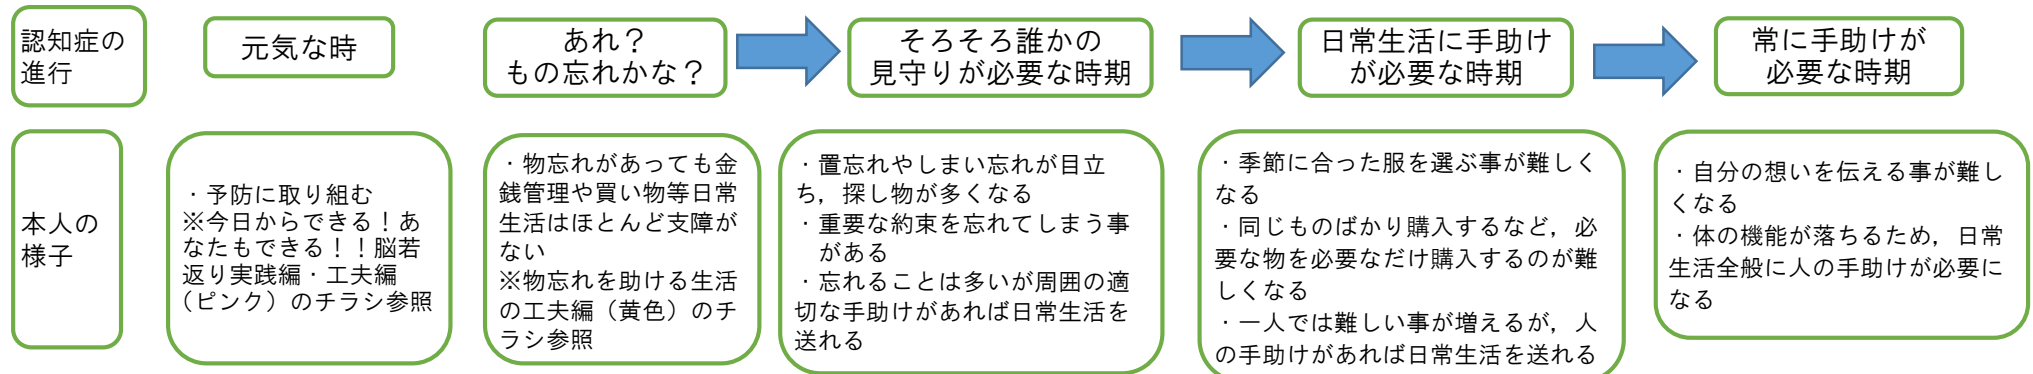 認知症の
進行
元気な時
あれ？
もの忘れかな？
そろそろ誰かの
見守りが必要な時期
日常生活に手助け
が必要な時期
常に手助けが
必要な時期
本人の
様子
・予防に取り組む
※今日からできる！あ
なたもできる！！脳若
返り実践編・工夫編
（ピンク）のチラシ参照
・物忘れがあっても金
銭管理や買い物等日常
生活はほとんど支障が
ない
※物忘れを助ける生活
の工夫編（黄色）のチ
ラシ参照
・置忘れやしまい忘れが目立
ち，探し物が多くなる
・重要な約束を忘れてしまう事
がある
・忘れることは多いが周囲の適
切な手助けがあれば日常生活を
送れる
・季節に合った服を選ぶ事が難しく
なる
・同じものばかり購入するなど，必
要な物を必要なだけ購入するのが難
しくなる
・一人では難しい事が増えるが，人
の手助けがあれば日常生活を送れる
・自分の想いを伝える事が難し
くなる
・体の機能が落ちるため，日常
生活全般に人の手助けが必要に
なる